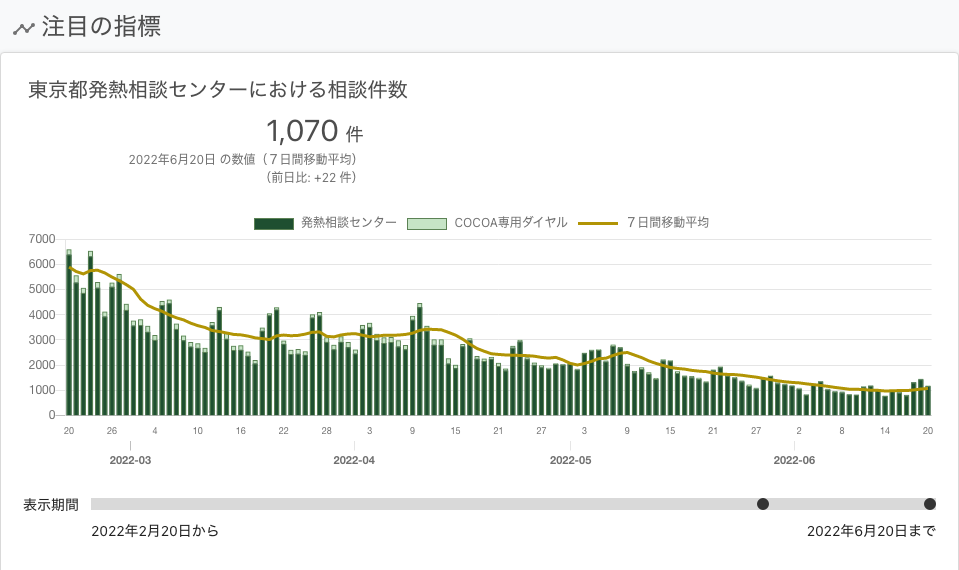 注目の指標
東京都発熱相談センターにおける相談件数
1,070 件
2022年6月20日 の数値（７日間移動平均）
（前日比: +22 件）
発熱相談センター COCOA専用ダイヤル ７日間移動平均
7000
6000
5000
4000
3000
2000
1000
0
20 26 4 10 16 22 28 3 9 15 21 27 3 9 15 21 27 2 8 14 20
2022-03 2022-04 2022-05 2022-06
表示期間
2022年2月20日から 2022年6月20日まで